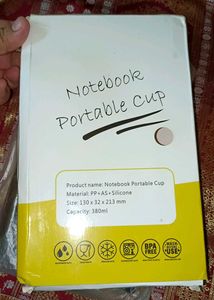 Notebook
Portable Cup
Product name: Notebook Portable Cup
Material: PP+AS+Silicone
Size: 130 x 32 x 213 mm
Capacity: 380ml
BPA
FREE